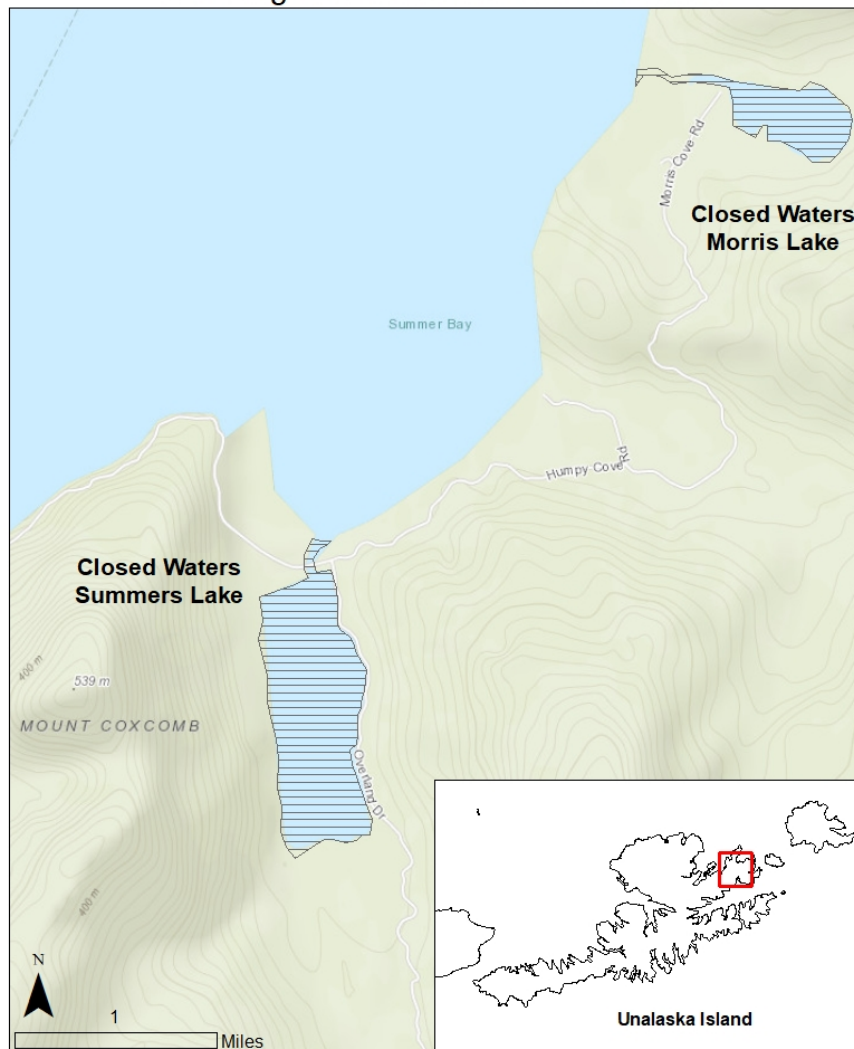 Morris Cove Rd
Closed Waters
Morris Lake
Summer Bay
Humpy Cove Rd
Closed Waters
Summers Lake
400 m
539 m
MOUNT COXCOMB
Overland Dr
400 m
N
1
Miles
Unalaska Island